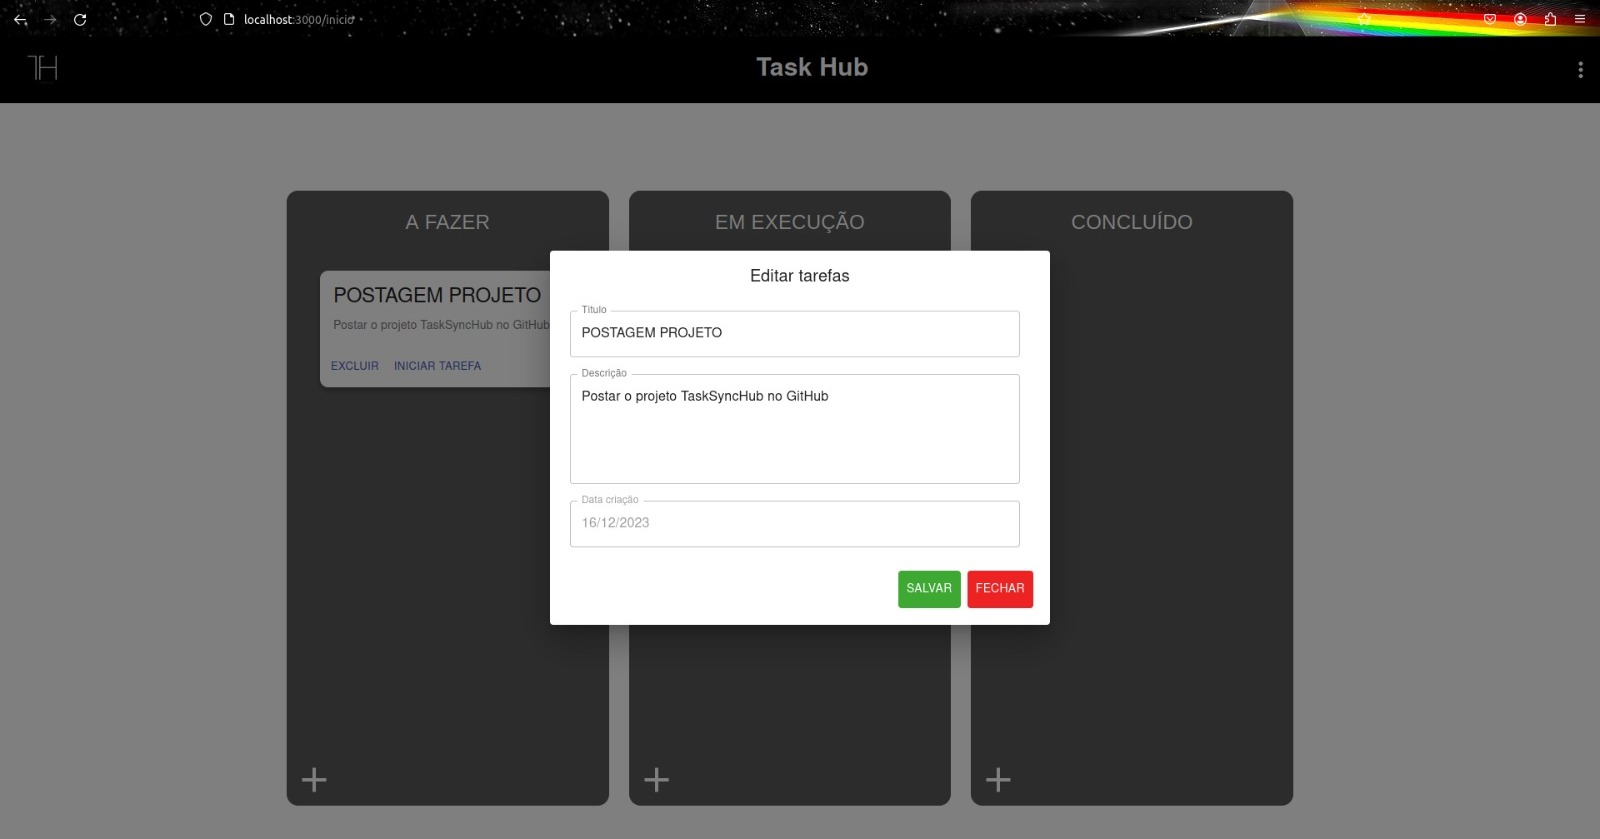 localhost:3000/inicio
TH
Task Hub
A FAZER
EM EXECUÇÃO
CONCLUÍDO
POSTAGEM PROJETO
Postar o projeto TaskSyncHub no GitHub
EXCLUIR INICIAR TAREFA
Editar tarefas
Titulo
POSTAGEM PROJETO
Descrição
Postar o projeto TaskSyncHub no GitHub
Data criação
16/12/2023
SALVAR FECHAR